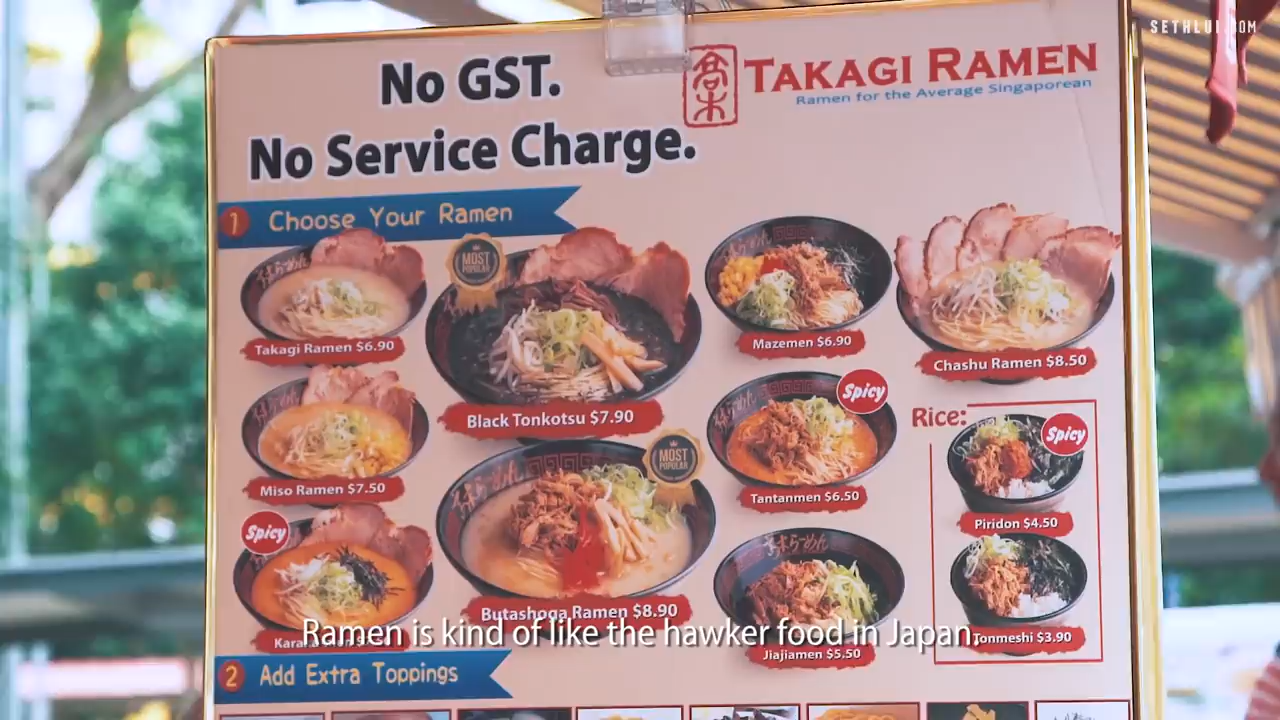 SETHLUI.COM
No GST.
No Service Charge.
髙木
TAKAGI RAMEN
Ramen for the Average Singaporean
1 Choose Your Ramen
Takagi Ramen $6.90
MOST POPULAR
Black Tonkotsu $7.90
Mazemen $6.90
Chashu Ramen $8.50
Miso Ramen $7.50
Spicy
Tantanmen $6.50
Rice:
Spicy
Piridon $4.50
Spicy
MOST POPULAR
Butashoga Ramen $8.90
Jiajiamen $5.50
Tonmeshi $3.90
Ramen is kind of like the hawker food in Japan,
2 Add Extra Toppings